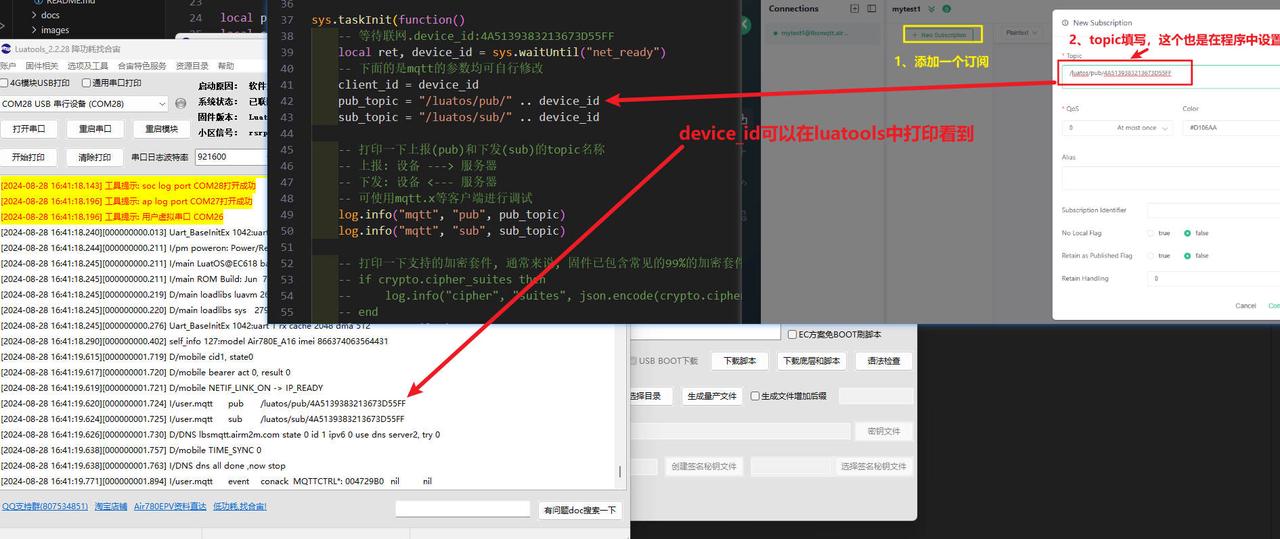 README.md
docs
images
23
24
local p
Luatools_2.2.28 降功耗找合宙
账户 LuatOS 相关 选项及工具 合宙特色服务 资源目录 帮助
4G模块USB打印 通用串口打印
COM28 USB 串行设备 (COM28)
打开串口 重启串口 重启模块
开始打印 清除打印 串口日志波特率 921600
启动原因: 软件
系统状态: 已联
固件版本: Luat
小区信号: rsrp
[2024-08-28 16:41:18.143] 工具提示: soc log port COM28打开成功
[2024-08-28 16:41:18.196] 工具提示: ap log port COM27打开成功
[2024-08-28 16:41:18.196] 工具提示: 用户虚拟串口 COM26
[2024-08-28 16:41:18.240][000000000.013] Uart_BaseInitEx 1042:uar
[2024-08-28 16:41:18.244][000000000.211] I/pm poweron: Power/Re
[2024-08-28 16:41:18.245][000000000.211] I/main LuatOS@EC618 ba
[2024-08-28 16:41:18.245][000000000.211] I/main ROM Build: Jun 7
[2024-08-28 16:41:18.245][000000000.219] D/main loadlibs luavm 26
[2024-08-28 16:41:18.245][000000000.220] D/main loadlibs sys 279
[2024-08-28 16:41:18.245][000000000.276] Uart_BaseInitEx 1042:uart 1 rx cache 2048 dma 512
[2024-08-28 16:41:18.300][000000000.402] self_info 127:model Air780E_A16 imei 866374063564431
[2024-08-28 16:41:19.615][000000001.719] D/mobile cid1, state0
[2024-08-28 16:41:19.617][000000001.720] D/mobile bearer act 0, result 0
[2024-08-28 16:41:19.619][000000001.721] D/mobile NETIF_LINK_ON -> IP_READY
[2024-08-28 16:41:19.620][000000001.724] I/user.mqtt pub /luatos/pub/4A5139383213673D55FF
[2024-08-28 16:41:19.624][000000001.725] I/user.mqtt sub /luatos/sub/4A5139383213673D55FF
[2024-08-28 16:41:19.626][000000001.730] D/DNS lbsmqtt.airm2m.com state 0 id 1 ipv6 0 use dns server2, try 0
[2024-08-28 16:41:19.638][000000001.757] D/mobile TIME_SYNC 0
[2024-08-28 16:41:19.638][000000001.763] I/DNS dns all done ,now stop
[2024-08-28 16:41:19.771][000000001.894] I/user.mqtt event conack MQTTCTRL*: 004729B0 nil nil
QQ支持群(807534851) 淘宝店铺 Air780EPV资料直达 低功耗,找合宙! 有问题doc搜索一下
36
37 sys.taskInit(function()
38 -- 等待联网.device_id:4A5139383213673D55FF
39 local ret, device_id = sys.waitUntil("net_ready")
40 -- 下面的是mqtt的参数均可自行修改
41 client_id = device_id
42 pub_topic = "/luatos/pub/" .. device_id
43 sub_topic = "/luatos/sub/" .. device_id
44
45 -- 打印一下上报(pub)和下发(sub)的topic名称
46 -- 上报: 设备 ---> 服务器
47 -- 下发: 设备 <--- 服务器
48 -- 可使用mqtt.x等客户端进行调试
49 log.info("mqtt", "pub", pub_topic)
50 log.info("mqtt", "sub", sub_topic)
51
52 -- 打印一下支持的加密套件, 通常来说, 固件已包含常见的99%的加密套件
53 -- if crypto.cipher_suites then
54 -- log.info("cipher", "suites", json.encode(crypto.ciphe
55 -- end
device_id可以在luatools中打印看到
EC方案免BOOT刷脚本
USB BOOT下载 下载脚本 下载底层和脚本 语法检查
选择目录 生成量产文件 生成文件增加后缀
密钥文件
创建签名秘钥文件 选择签名秘钥文件
Connections
mytest1@lbsmqtt.air...
mytest1
+ New Subscription
Plaintext
1、添加一个订阅
New Subscription
2、topic填写，这个也是在程序中设置
* Topic
/luatos/pub/4A5139383213673D55FF
* QoS Color
0 At most once #D106AA
Alias
Subscription Identifier
No Local Flag true false
Retain as Published Flag true false
Retain Handling 0
Cancel Con